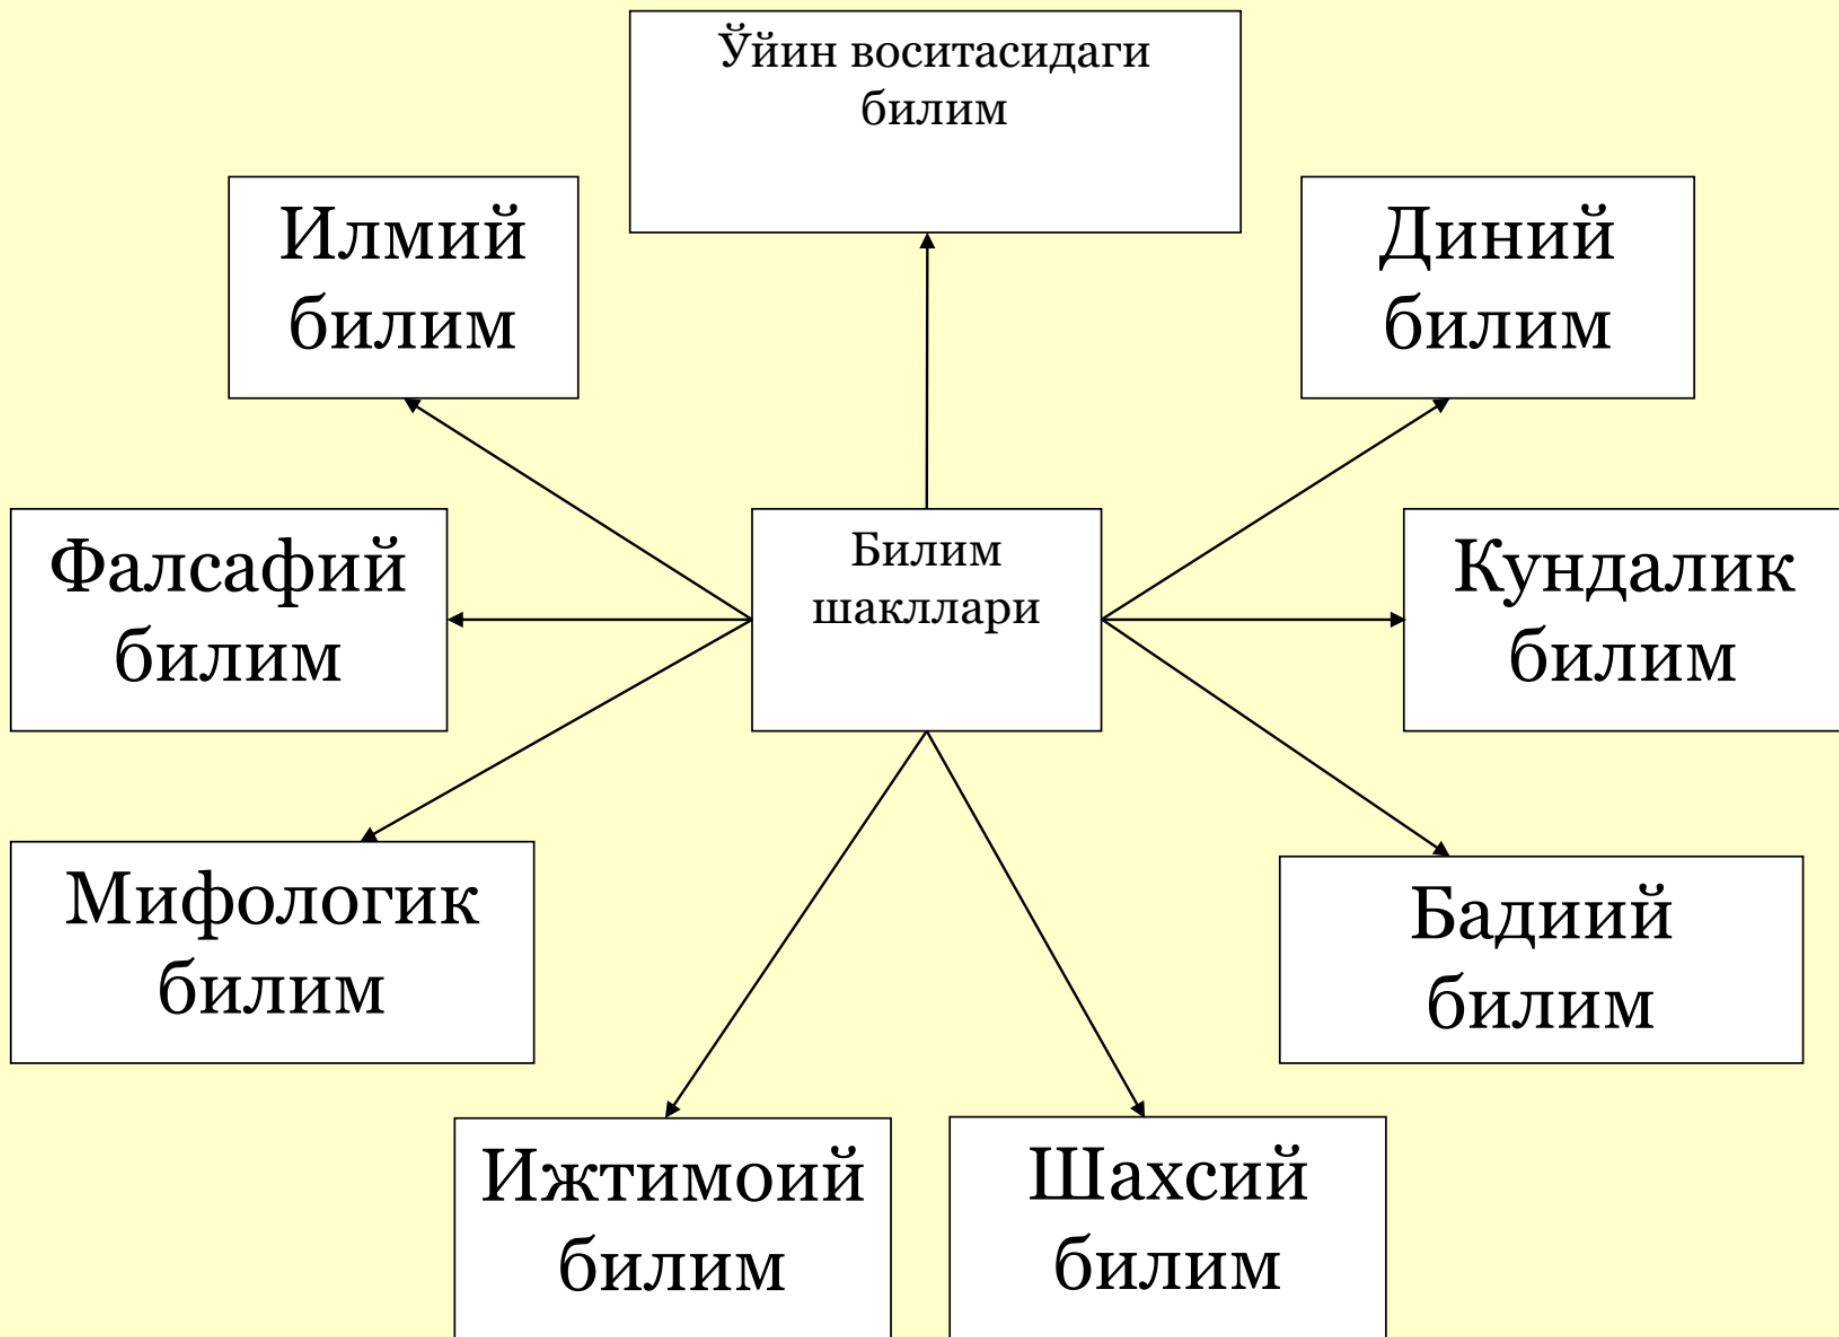 Ўйин воситасидаги
билим
Илмий
билим
Диний
билим
Фалсафий
билим
Билим
шакллари
Кундалик
билим
Мифологик
билим
Бадиий
билим
Ижтимоий
билим
Шахсий
билим